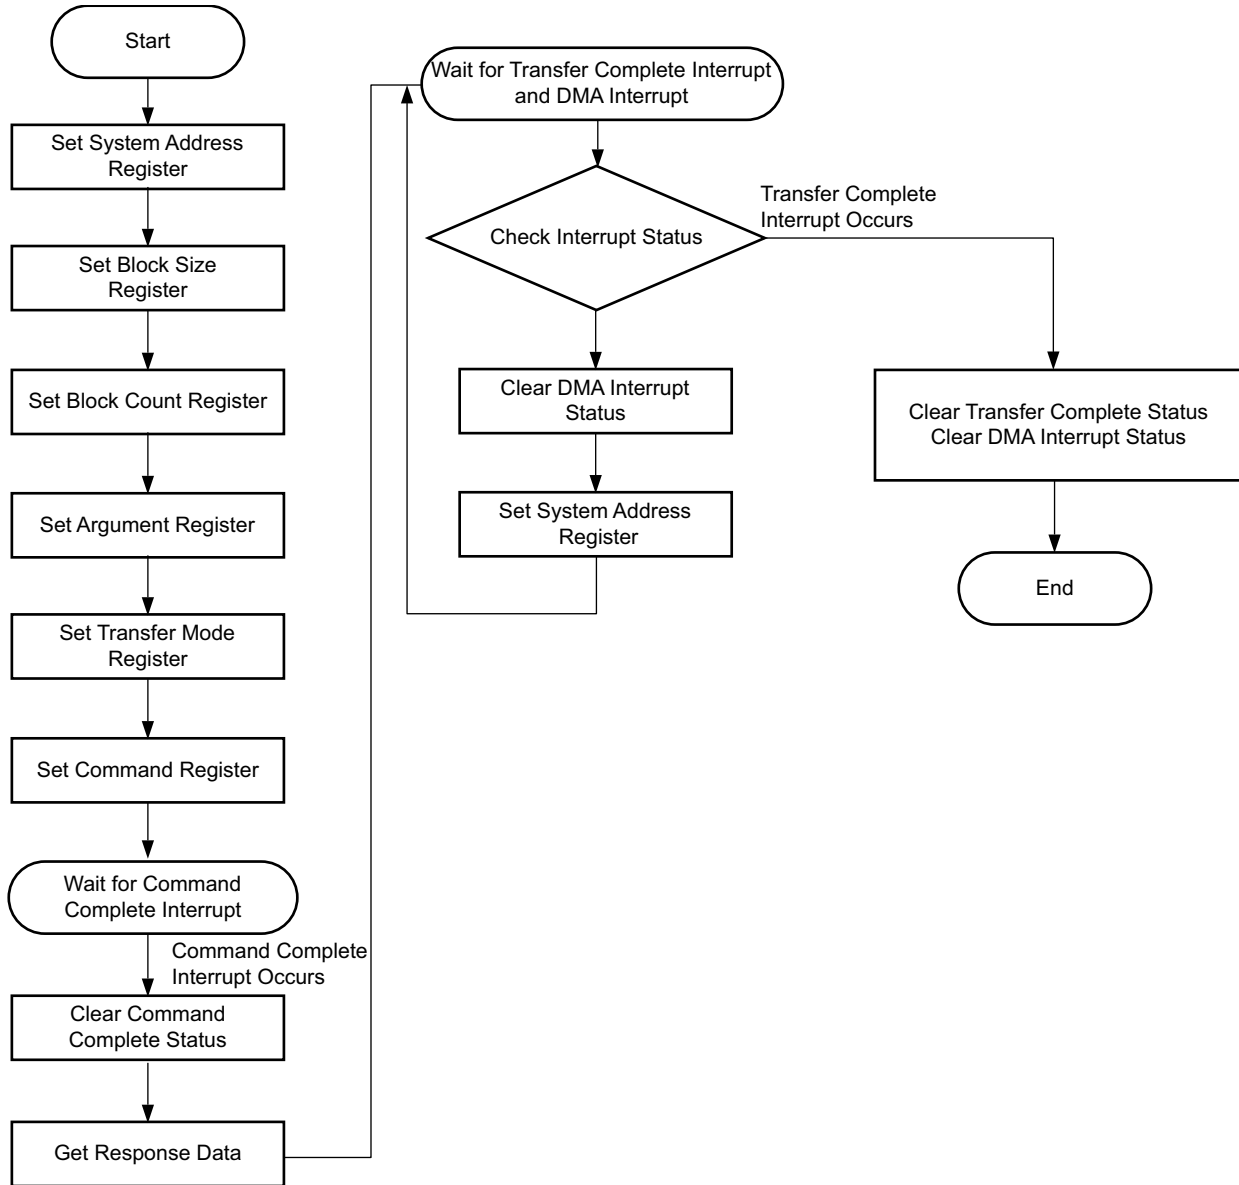 Start
Set System Address
Register
Set Block Size
Register
Set Block Count Register
Set Argument Register
Set Transfer Mode
Register
Set Command Register
Wait for Command
Complete Interrupt
Command Complete
Interrupt Occurs
Clear Command
Complete Status
Get Response Data
Wait for Transfer Complete Interrupt
and DMA Interrupt
Check Interrupt Status
Transfer Complete
Interrupt Occurs
Clear DMA Interrupt
Status
Set System Address
Register
Clear Transfer Complete Status
Clear DMA Interrupt Status
End